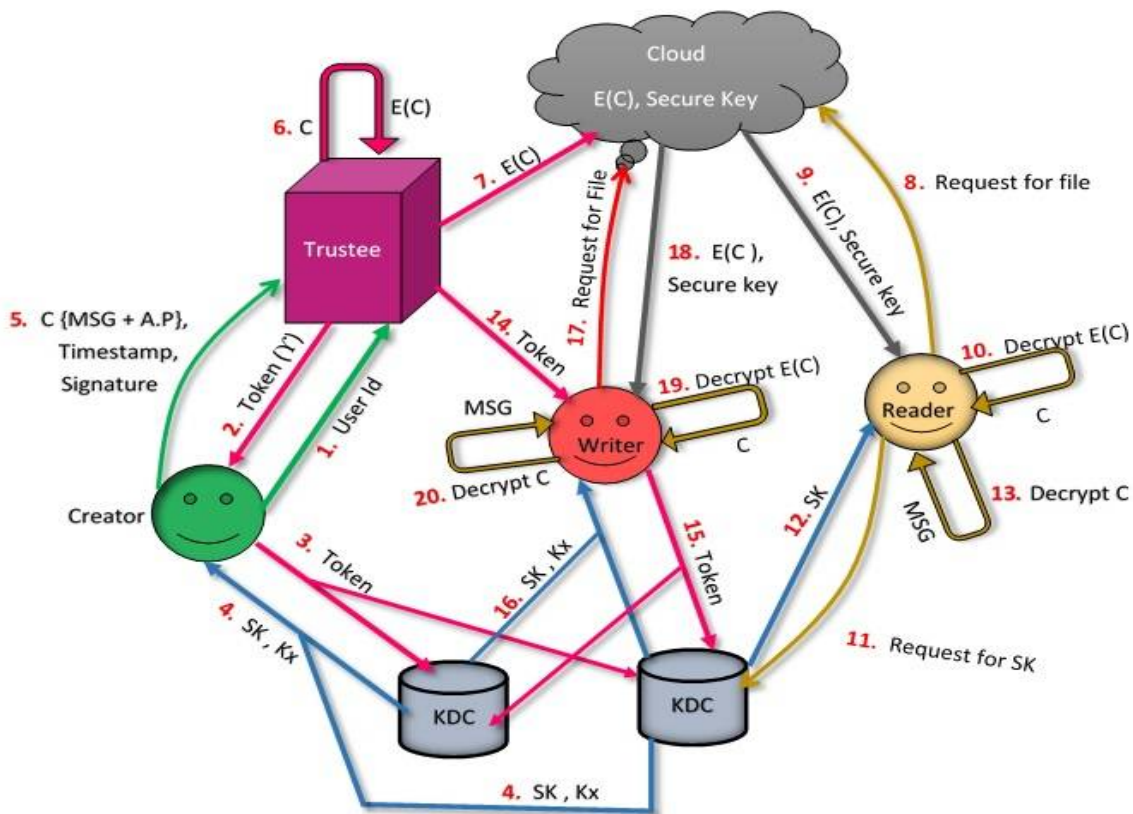 Cloud
E(C), Secure Key
6. C
E(C)
7. E(C)
Trustee
17. Request for File
18. E(C ),
Secure key
9. E(C), Secure key
8. Request for file
5. C {MSG + A.P},
Timestamp,
Signature
2. Token (ϒ)
1. User Id
14. Token
19. Decrypt E(C)
C
MSG
Writer
20. Decrypt C
10. Decrypt E(C)
Reader
C
13. Decrypt C
MSG
Creator
3. Token
4. SK , Kx
16. SK , Kx
15. Token
12. SK
11. Request for SK
KDC
KDC
4. SK , Kx